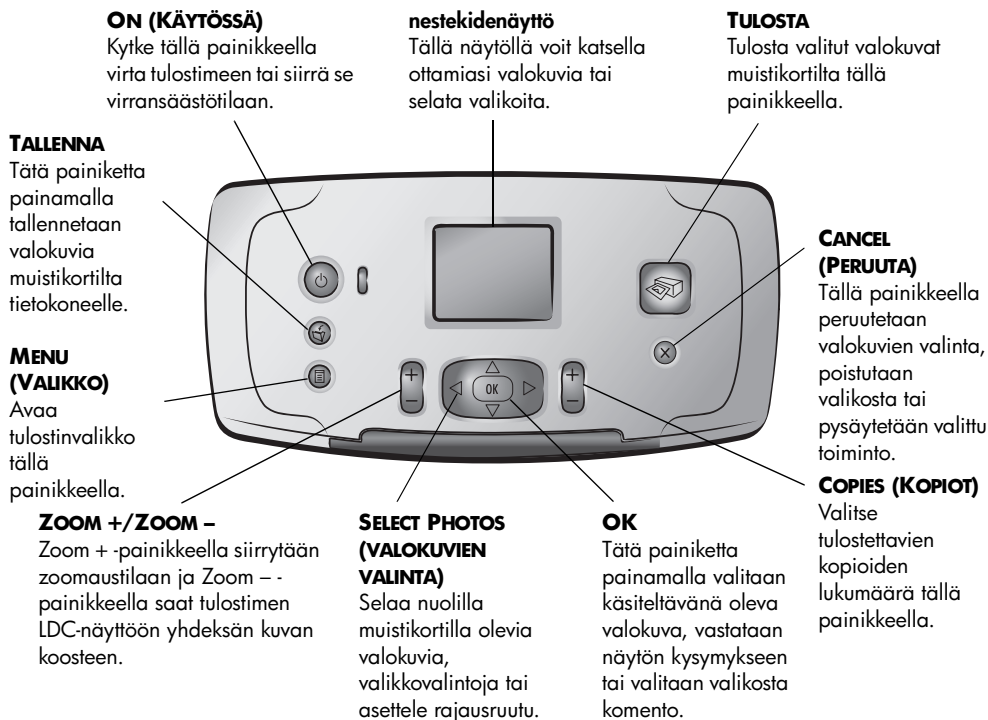 ON (KÄYTÖSSÄ)
Kytke tällä painikkeella
virta tulostimeen tai siirrä se
virransäästötilaan.
nestekidenäyttö
Tällä näytöllä voit katsella
ottamiasi valokuvia tai
selata valikoita.
TULOSTA
Tulosta valitut valokuvat
muistikortilta tällä
painikkeella.
TALLENNA
Tätä painiketta
painamalla
tallennetaan
valokuvia
muistikortilta
tietokoneelle.
MENU
(VALIKKO)
Avaa
tulostinvalikko
tällä
painikkeella.
+
–
OK
+
–
CANCEL
(PERUUTA)
Tällä painikkeella
peruutetaan
valokuvien valinta,
poistutaan
valikosta tai
pysäytetään valittu
toiminto.
COPIES (KOPIOT)
Valitse
tulostettavien
kopioiden
lukumäärä tällä
painikkeella.
ZOOM +/ZOOM –
Zoom + -painikkeella siirrytään
zoomaustilaan ja Zoom – -
painikkeella saat tulostimen
LDC-näyttöön yhdeksän kuvan
koosteen.
SELECT PHOTOS
(VALOKUVIEN
VALINTA)
Selaa nuolilla
muistikortilla olevia
valokuvia,
valikkovalintoja tai
asettele rajausruutu.
OK
Tätä painiketta
painamalla valitaan
käsiteltävänä oleva
valokuva, vastataan
näytön kysymykseen
tai valitaan valikosta
komento.